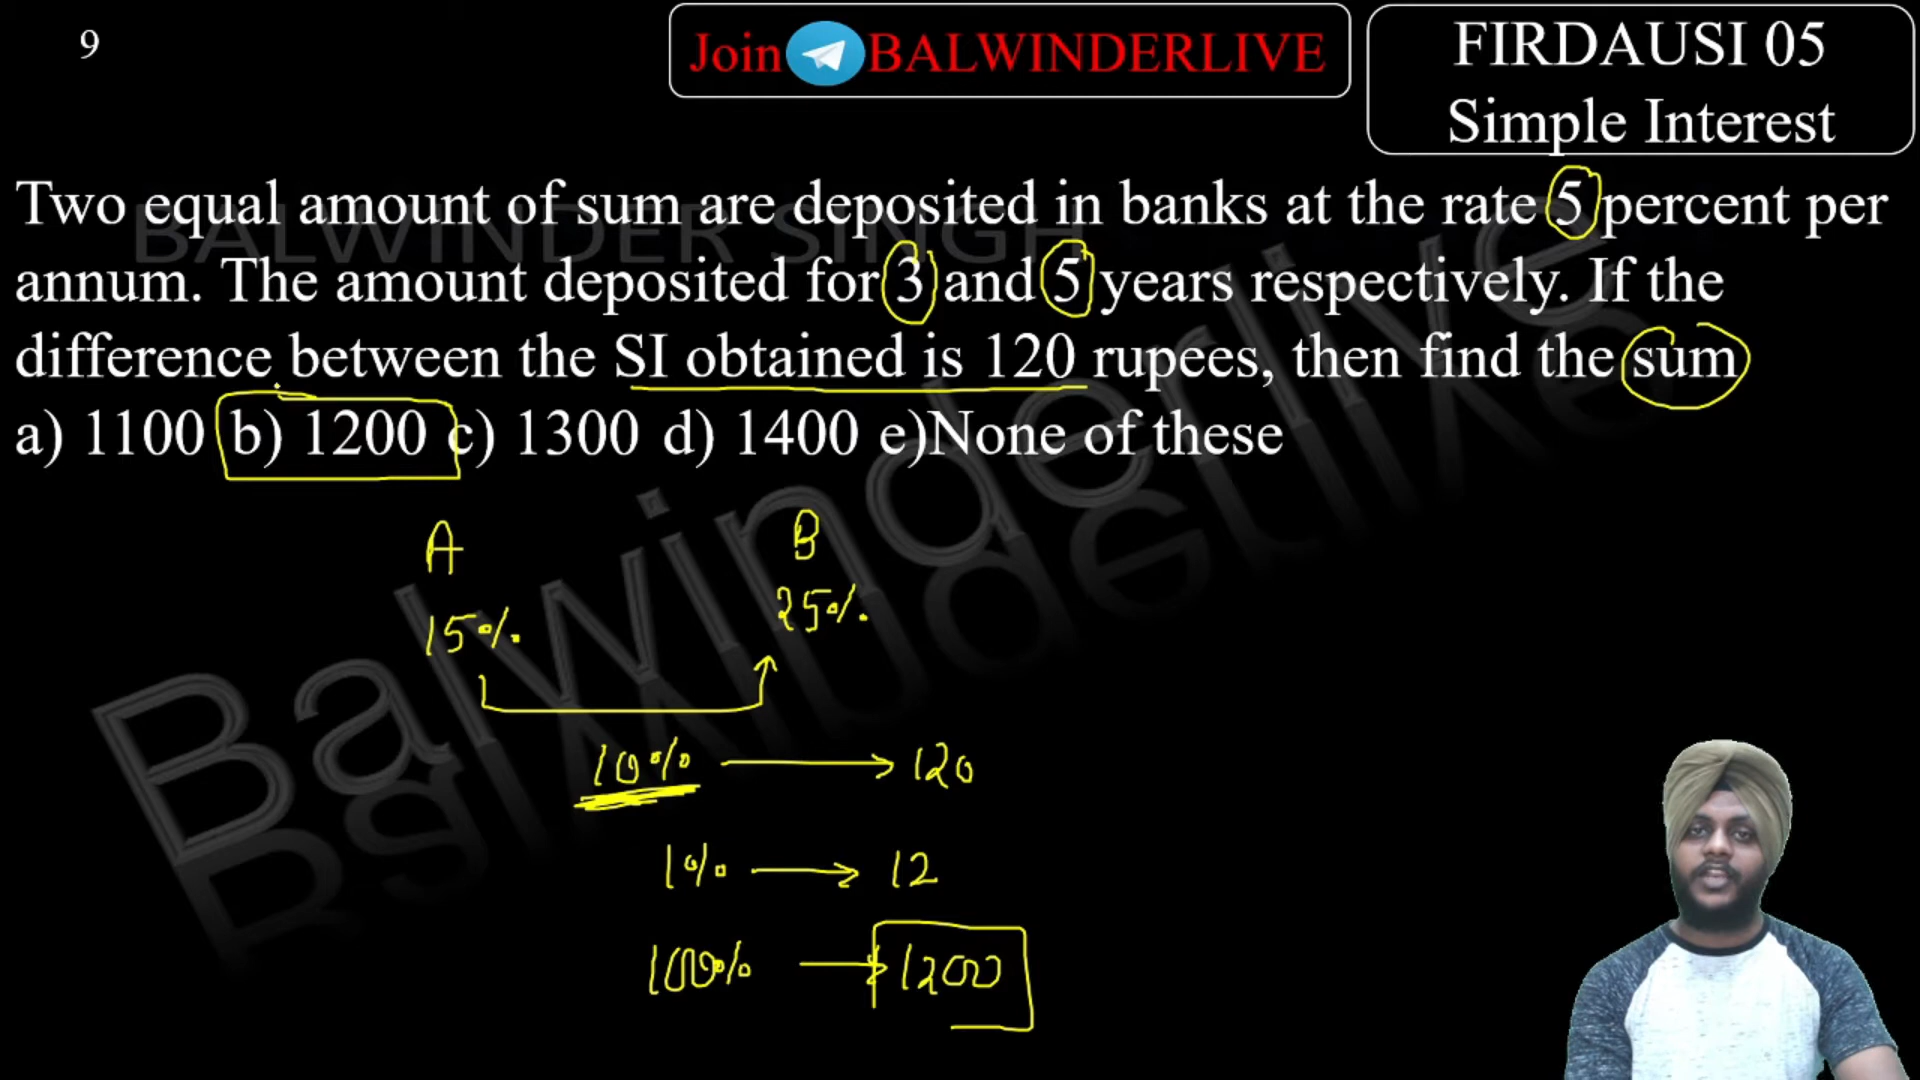 9
Join BALWINDERLIVE
FIRDAUSI 05
Simple Interest
Two equal amount of sum are deposited in banks at the rate 5 percent per
annum. The amount deposited for 3 and 5 years respectively. If the
difference between the SI obtained is 120 rupees, then find the sum
a) 1100 b) 1200 c) 1300 d) 1400 e)None of these
BALWINDER SINGH
Balwinderlive
A B
15% 25%
10% → 120
1% → 12
100% → 1200